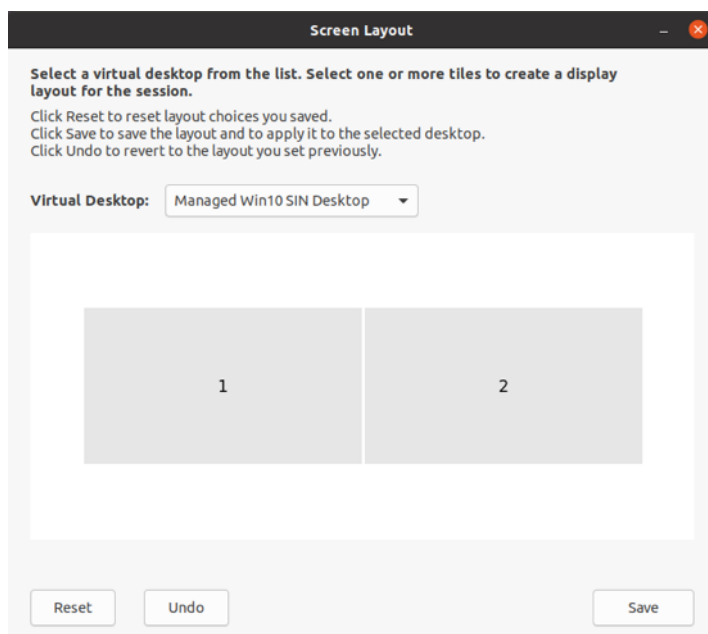 Screen Layout
Select a virtual desktop from the list. Select one or more tiles to create a display
layout for the session.
Click Reset to reset layout choices you saved.
Click Save to save the layout and to apply it to the selected desktop.
Click Undo to revert to the layout you set previously.
Virtual Desktop: Managed Win10 SIN Desktop
1 2
Reset Undo Save